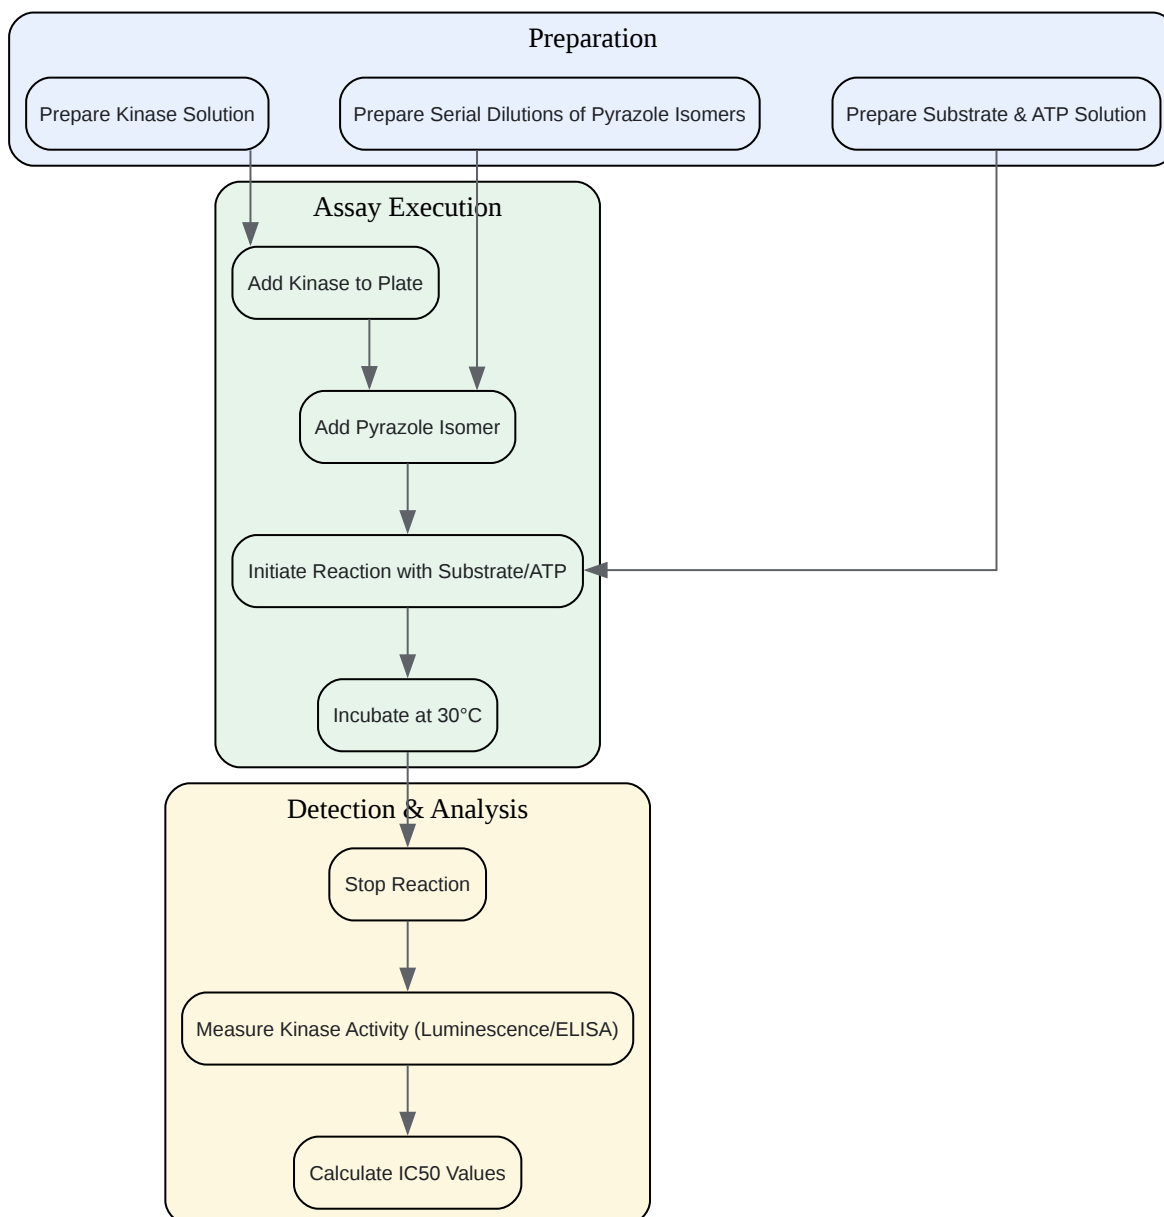 Preparation
Prepare Kinase Solution
Prepare Serial Dilutions of Pyrazole Isomers
Prepare Substrate & ATP Solution
Assay Execution
Add Kinase to Plate
Add Pyrazole Isomer
Initiate Reaction with Substrate/ATP
Incubate at 30°C
Detection & Analysis
Stop Reaction
Measure Kinase Activity (Luminescence/ELISA)
Calculate IC50 Values